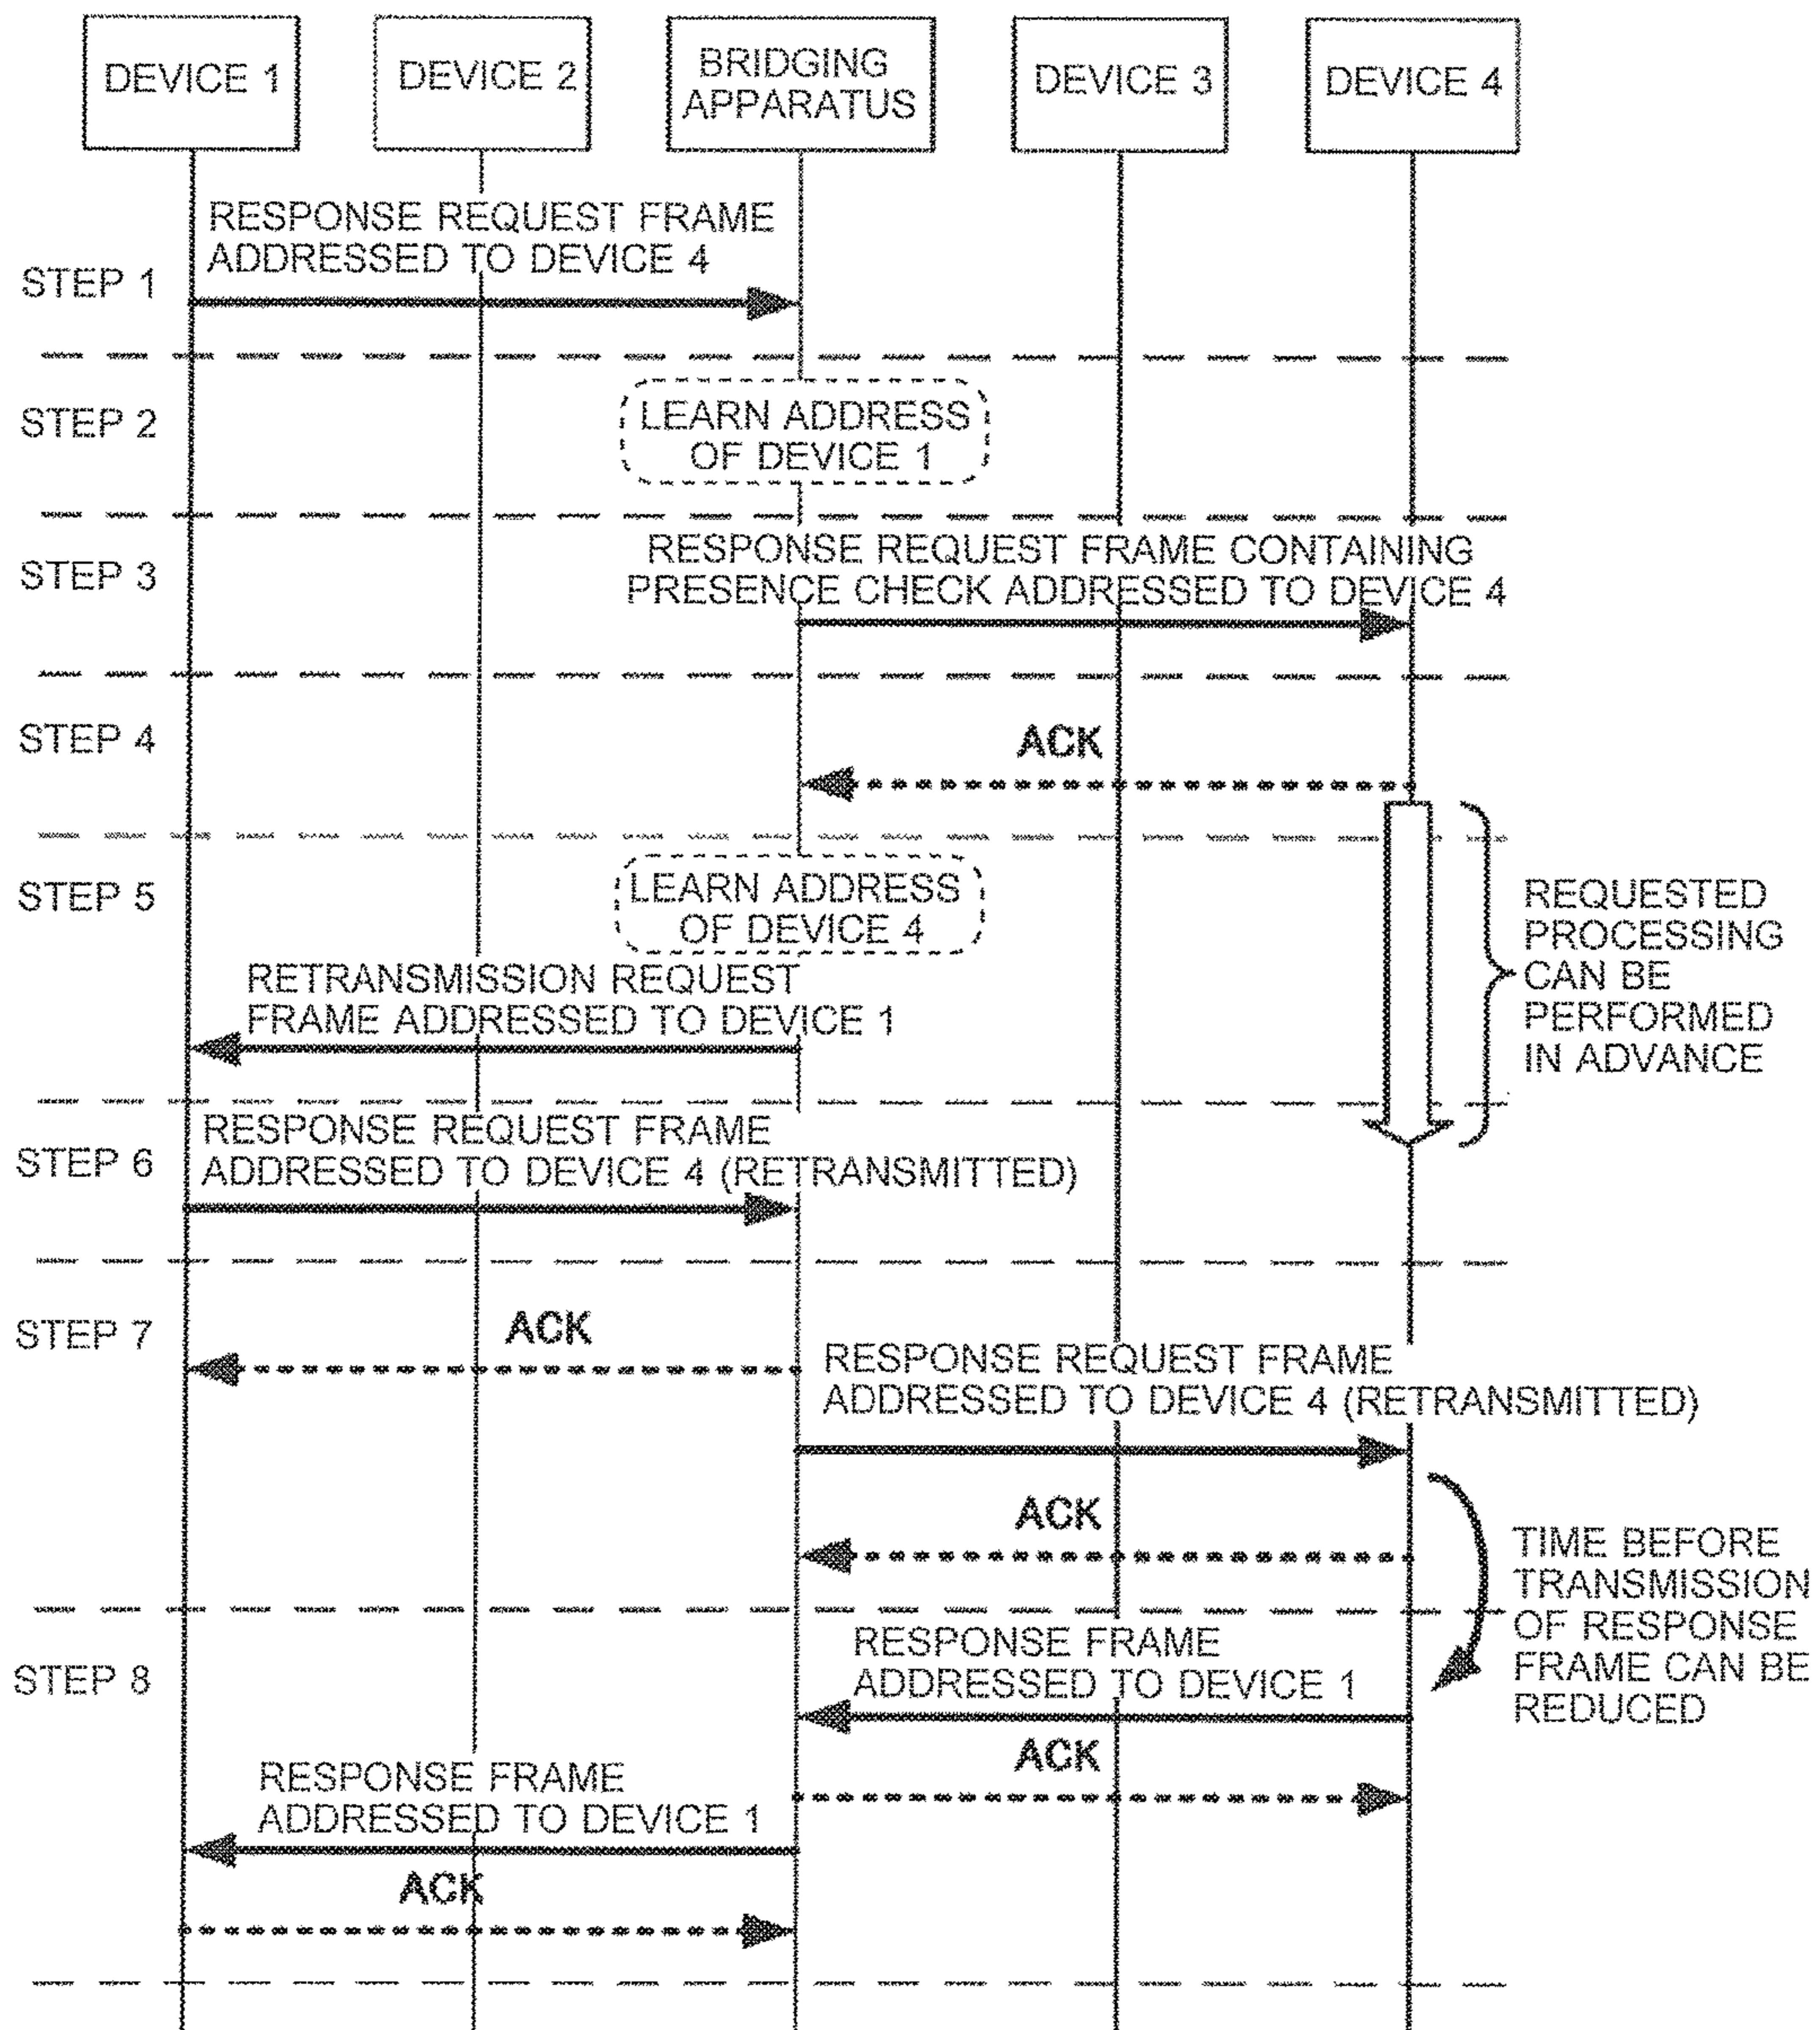 DEVICE 1
DEVICE 2
BRIDGING
APPARATUS
DEVICE 3
DEVICE 4
RESPONSE REQUEST FRAME
ADDRESSED TO DEVICE 4
STEP 1
STEP 2
LEARN ADDRESS
OF DEVICE 1
STEP 3
RESPONSE REQUEST FRAME CONTAINING
PRESENCE CHECK ADDRESSED TO DEVICE 4
STEP 4
ACK
STEP 5
LEARN ADDRESS
OF DEVICE 4
REQUESTED
PROCESSING
CAN BE
PERFORMED
IN ADVANCE
RETRANSMISSION REQUEST
FRAME ADDRESSED TO DEVICE 1
STEP 6
RESPONSE REQUEST FRAME
ADDRESSED TO DEVICE 4 (RETRANSMITTED)
STEP 7
ACK
RESPONSE REQUEST FRAME
ADDRESSED TO DEVICE 4 (RETRANSMITTED)
ACK
TIME BEFORE
TRANSMISSION
OF RESPONSE
FRAME CAN BE
REDUCED
STEP 8
RESPONSE FRAME
ADDRESSED TO DEVICE 1
ACK
RESPONSE FRAME
ADDRESSED TO DEVICE 1
ACK